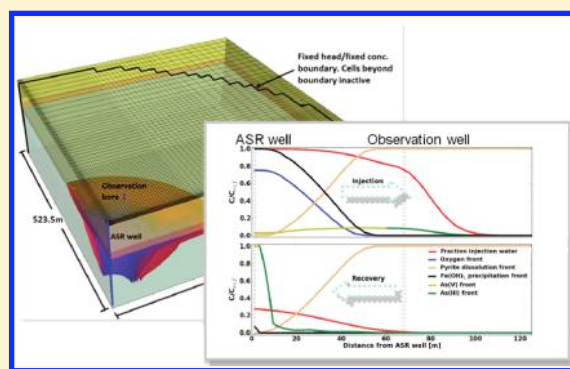 Fixed head/fixed conc.
boundary. Cells beyond
boundary inactive
Observation
bore
ASR well
523.5m
ASR well
Observation well
1.0
0.8
0.6
0.4
0.2
0.0
Injection
1.0
0.8
0.6
0.4
0.2
0.0
Recovery
Fraction injection water
Oxygen front
Pyrite dissolution front
Fe(OH)₃ precipitation front
As(V) front
As(III) front
0
20
40
60
80
100
120
Distance from ASR well [m]